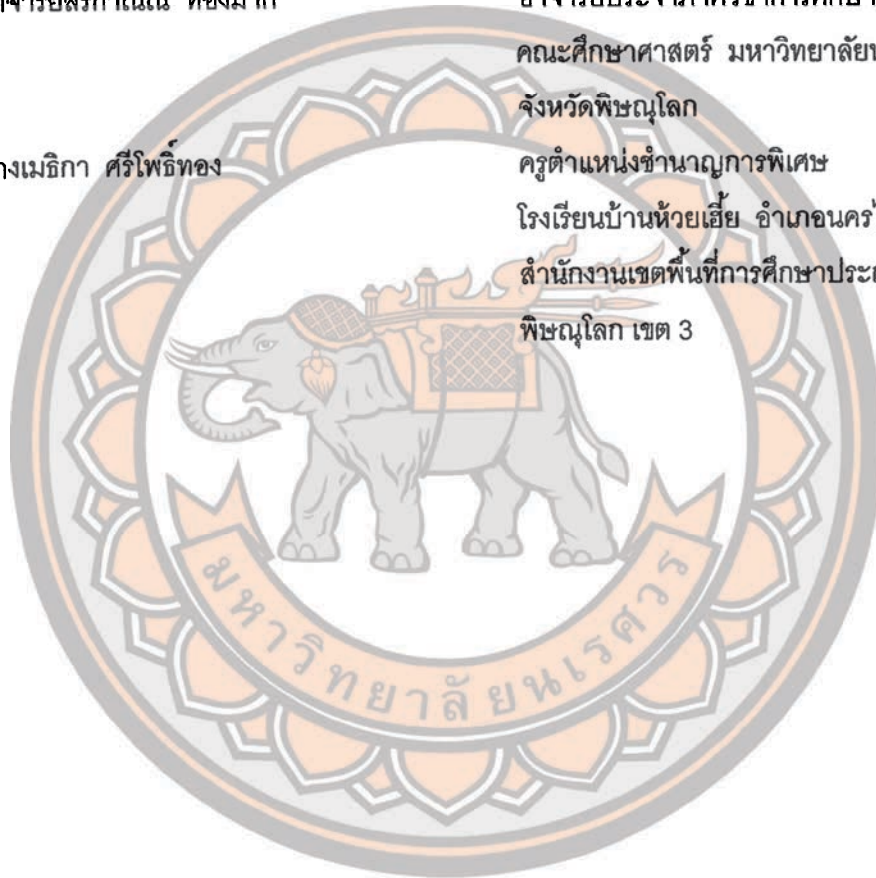 ทองมาก
คณะศึกษาศาสตร์ มหาวิทยาลัย
จังหวัดพิษณุโลก
เมธิกา ศรีโพธิ์ทอง
ครูตำแหน่งชำนาญการพิเศษ
โรงเรียนบ้านห้วยเฮี้ย อำเภอนคร
สำนักงานเขตพื้นที่การศึกษา
พิษณุโลก เขต 3
มหาวิทยาลัยนเรศวร